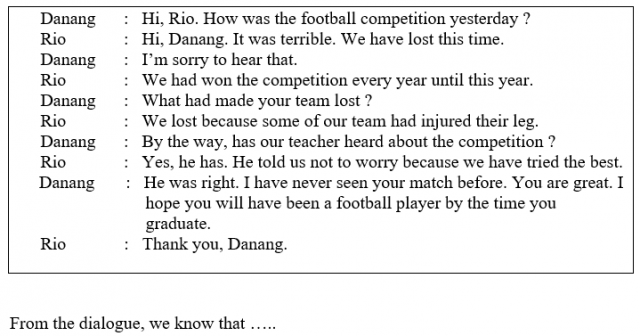 Danang : Hi, Rio. How was the football competition yesterday ?
Rio : Hi, Danang. It was terrible. We have lost this time.
Danang : I'm sorry to hear that.
Rio : We had won the competition every year until this year.
Danang : What had made your team lost ?
Rio : We lost because some of our team had injured their leg.
Danang : By the way, has our teacher heard about the competition ?
Rio : Yes, he has. He told us not to worry because we have tried the best.
Danang : He was right. I have never seen your match before. You are great. I
hope you will have been a football player by the time you
graduate.
Rio : Thank you, Danang.
From the dialogue, we know that …..